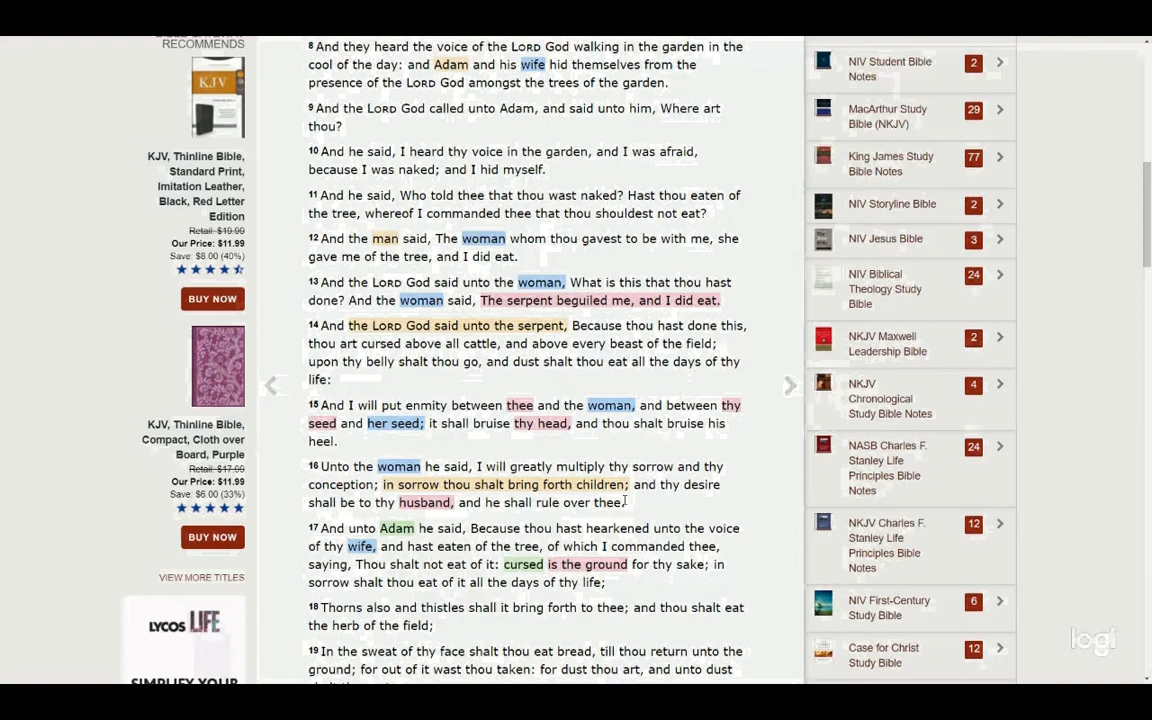 RECOMMENDS
KJV
KJV, Thinline Bible,
Standard Print,
Imitation Leather,
Black, Red Letter
Edition
Retail: $19.99
Our Price: $11.99
Save: $8.00 (40%)
BUY NOW
KJV, Thinline Bible,
Compact, Cloth over
Board, Purple
Retail: $17.99
Our Price: $11.99
Save: $6.00 (33%)
BUY NOW
VIEW MORE TITLES
LYCOS LIFE
SIMPLIFY YOUR
8 And they heard the voice of the LORD God walking in the garden in the
cool of the day: and Adam and his wife hid themselves from the
presence of the LORD God amongst the trees of the garden.
9 And the LORD God called unto Adam, and said unto him, Where art
thou?
10 And he said, I heard thy voice in the garden, and I was afraid,
because I was naked; and I hid myself.
11 And he said, Who told thee that thou wast naked? Hast thou eaten of
the tree, whereof I commanded thee that thou shouldest not eat?
12 And the man said, The woman whom thou gavest to be with me, she
gave me of the tree, and I did eat.
13 And the LORD God said unto the woman, What is this that thou hast
done? And the woman said, The serpent beguiled me, and I did eat.
14 And the LORD God said unto the serpent, Because thou hast done this,
thou art cursed above all cattle, and above every beast of the field;
upon thy belly shalt thou go, and dust shalt thou eat all the days of thy
life:
15 And I will put enmity between thee and the woman, and between thy
seed and her seed; it shall bruise thy head, and thou shalt bruise his
heel.
16 Unto the woman he said, I will greatly multiply thy sorrow and thy
conception; in sorrow thou shalt bring forth children; and thy desire
shall be to thy husband, and he shall rule over thee.
17 And unto Adam he said, Because thou hast hearkened unto the voice
of thy wife, and hast eaten of the tree, of which I commanded thee,
saying, Thou shalt not eat of it: cursed is the ground for thy sake; in
sorrow shalt thou eat of it all the days of thy life;
18 Thorns also and thistles shall it bring forth to thee; and thou shalt eat
the herb of the field;
19 In the sweat of thy face shalt thou eat bread, till thou return unto the
ground; for out of it wast thou taken: for dust thou art, and unto dust
NIV Student Bible
Notes
2
MacArthur Study
Bible (NKJV)
29
King James Study
Bible Notes
77
NIV Storyline Bible
2
NIV Jesus Bible
3
NIV Biblical
Theology Study
Bible
24
NKJV Maxwell
Leadership Bible
2
NKJV
Chronological
Study Bible Notes
4
NASB Charles F.
Stanley Life
Principles Bible
Notes
24
NKJV Charles F.
Stanley Life
Principles Bible
Notes
12
NIV First-Century
Study Bible
6
Case for Christ
Study Bible
12
logi